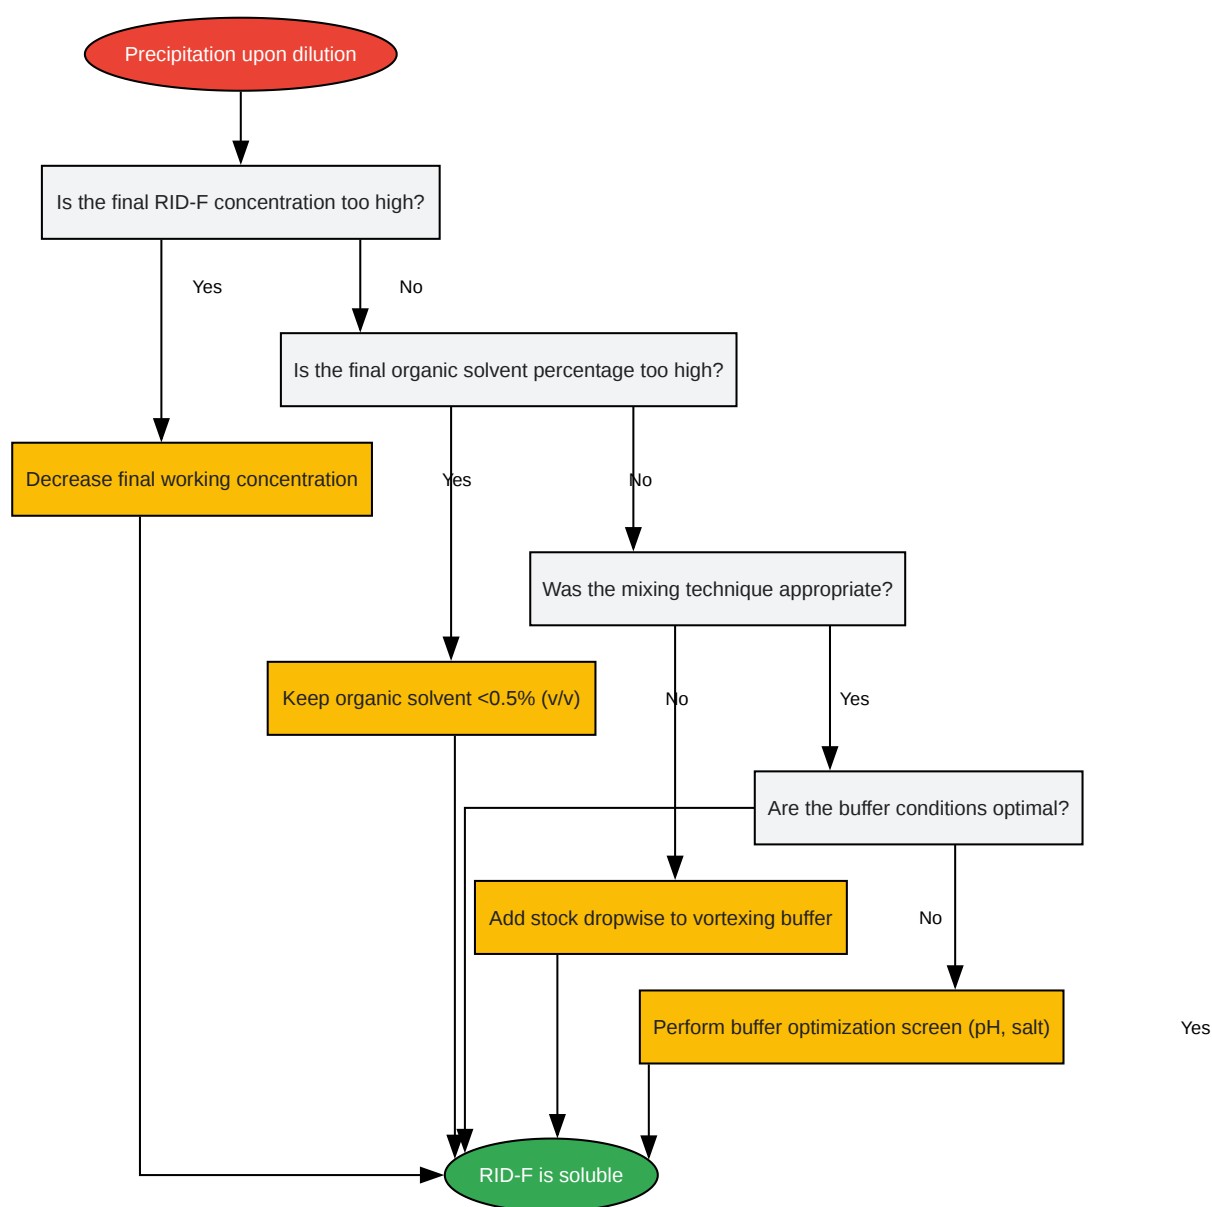 Precipitation upon dilution
Is the final RID-F concentration too high?
Yes
No
Is the final organic solvent percentage too high?
Decrease final working concentration
Yes
No
Was the mixing technique appropriate?
Keep organic solvent <0.5% (v/v)
No
Yes
Are the buffer conditions optimal?
Add stock dropwise to vortexing buffer
No
Perform buffer optimization screen (pH, salt)
Yes
RID-F is soluble